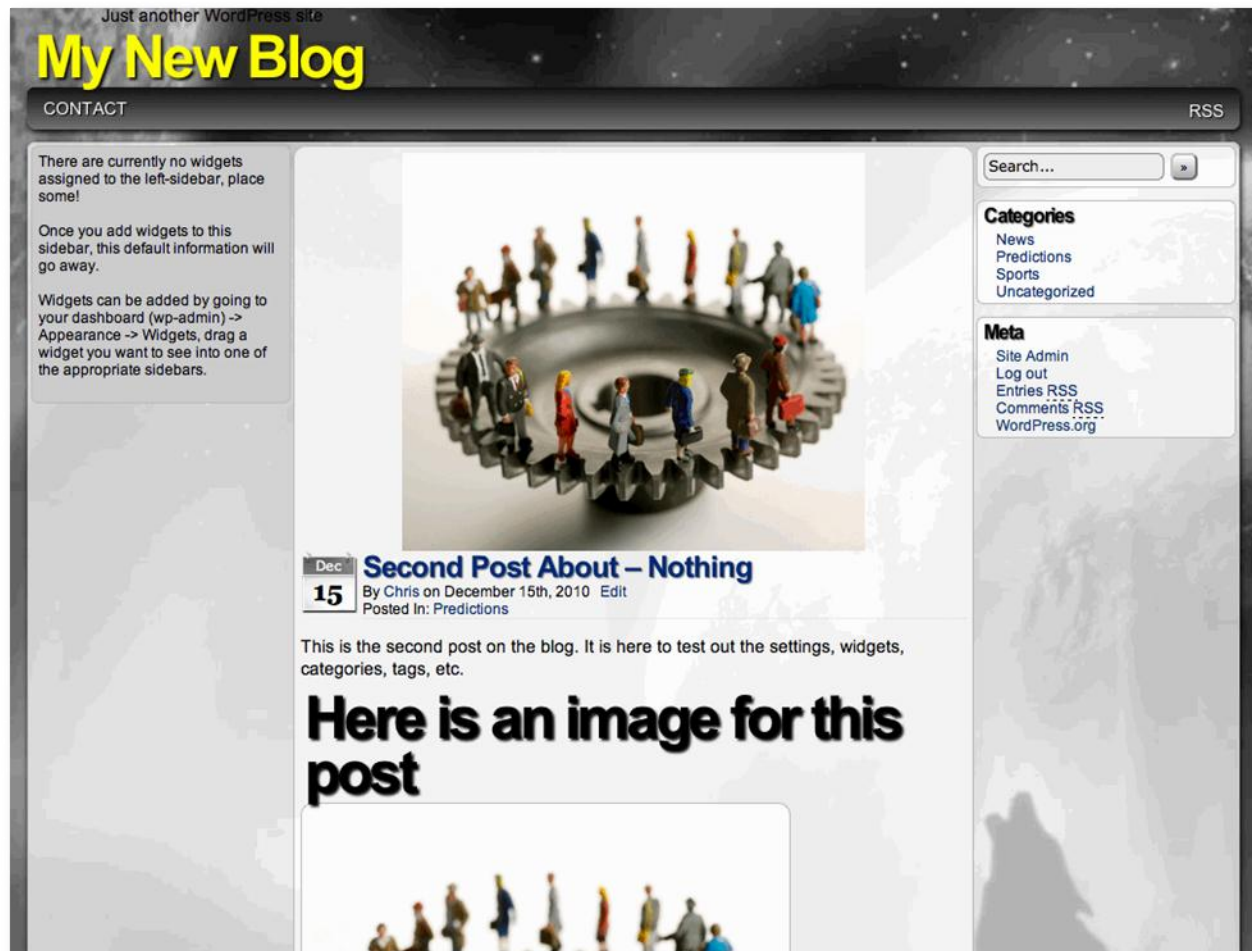 Just another WordPress site
My New Blog
CONTACT
RSS
There are currently no widgets
assigned to the left-sidebar, place
some!
Once you add widgets to this
sidebar, this default information will
go away.
Widgets can be added by going to
your dashboard (wp-admin) ->
Appearance -> Widgets, drag a
widget you want to see into one of
the appropriate sidebars.
Dec
15
Second Post About – Nothing
By Chris on December 15th, 2010 Edit
Posted In: Predictions
This is the second post on the blog. It is here to test out the settings, widgets,
categories, tags, etc.
Here is an image for this
post
Search...
»
Categories
News
Predictions
Sports
Uncategorized
Meta
Site Admin
Log out
Entries RSS
Comments RSS
WordPress.org